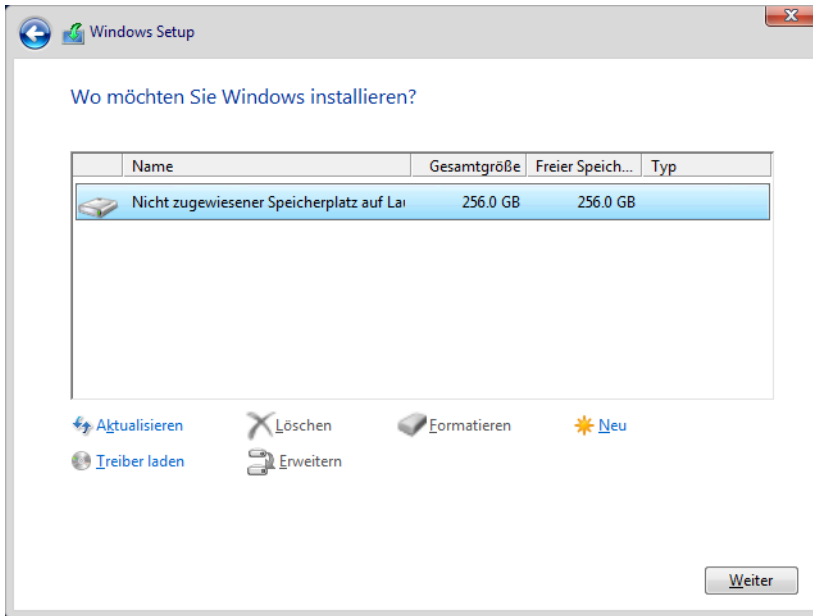 Windows Setup
Wo möchten Sie Windows installieren?
Name Gesamtgröße Freier Speich... Typ
Nicht zugewiesener Speicherplatz auf 256.0 GB 256.0 GB
Aktualisieren Löschen Formatieren Neu
Treiber laden Erweitern
Weiter